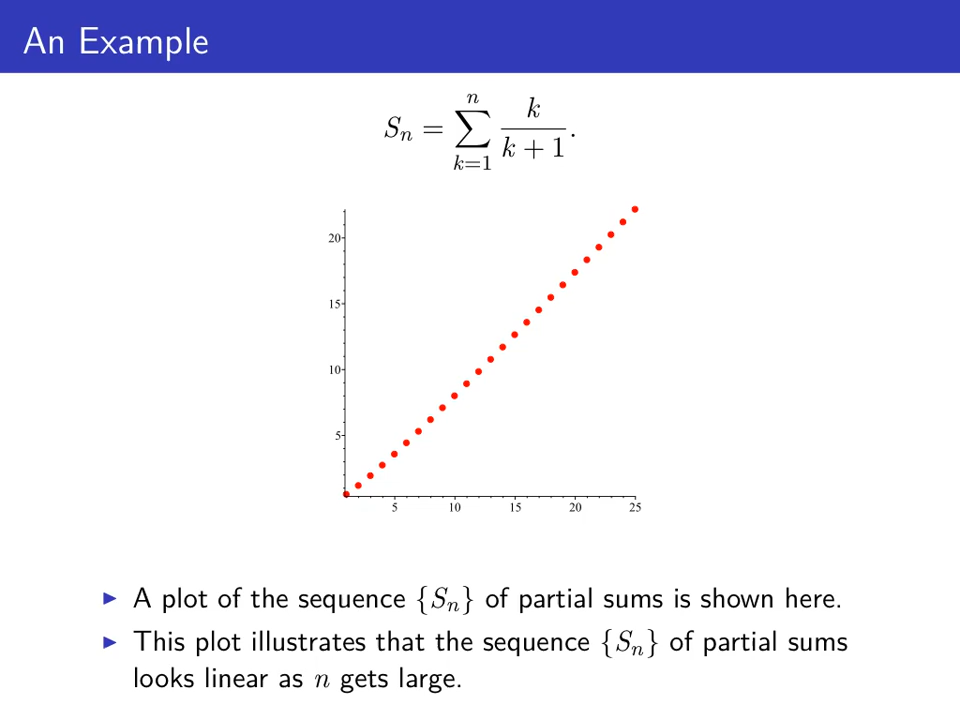 An Example
$S_n = \sum_{k=1}^{n} \frac{k}{k+1}.$
20
15
10
5
5 10 15 20 25
▶ A plot of the sequence $\{S_n\}$ of partial sums is shown here.
▶ This plot illustrates that the sequence $\{S_n\}$ of partial sums
looks linear as $n$ gets large.